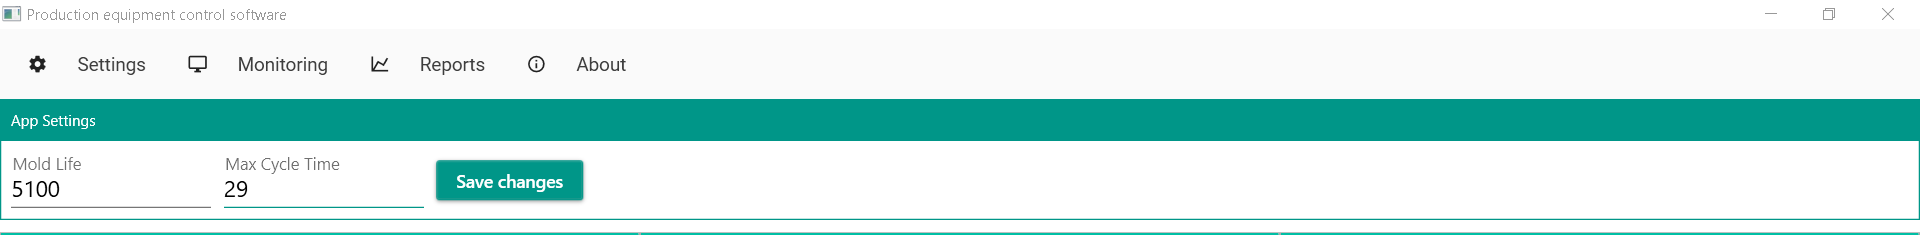 Production equipment control software
Settings Monitoring Reports About
App Settings
Mold Life Max Cycle Time
5100 29 Save changes